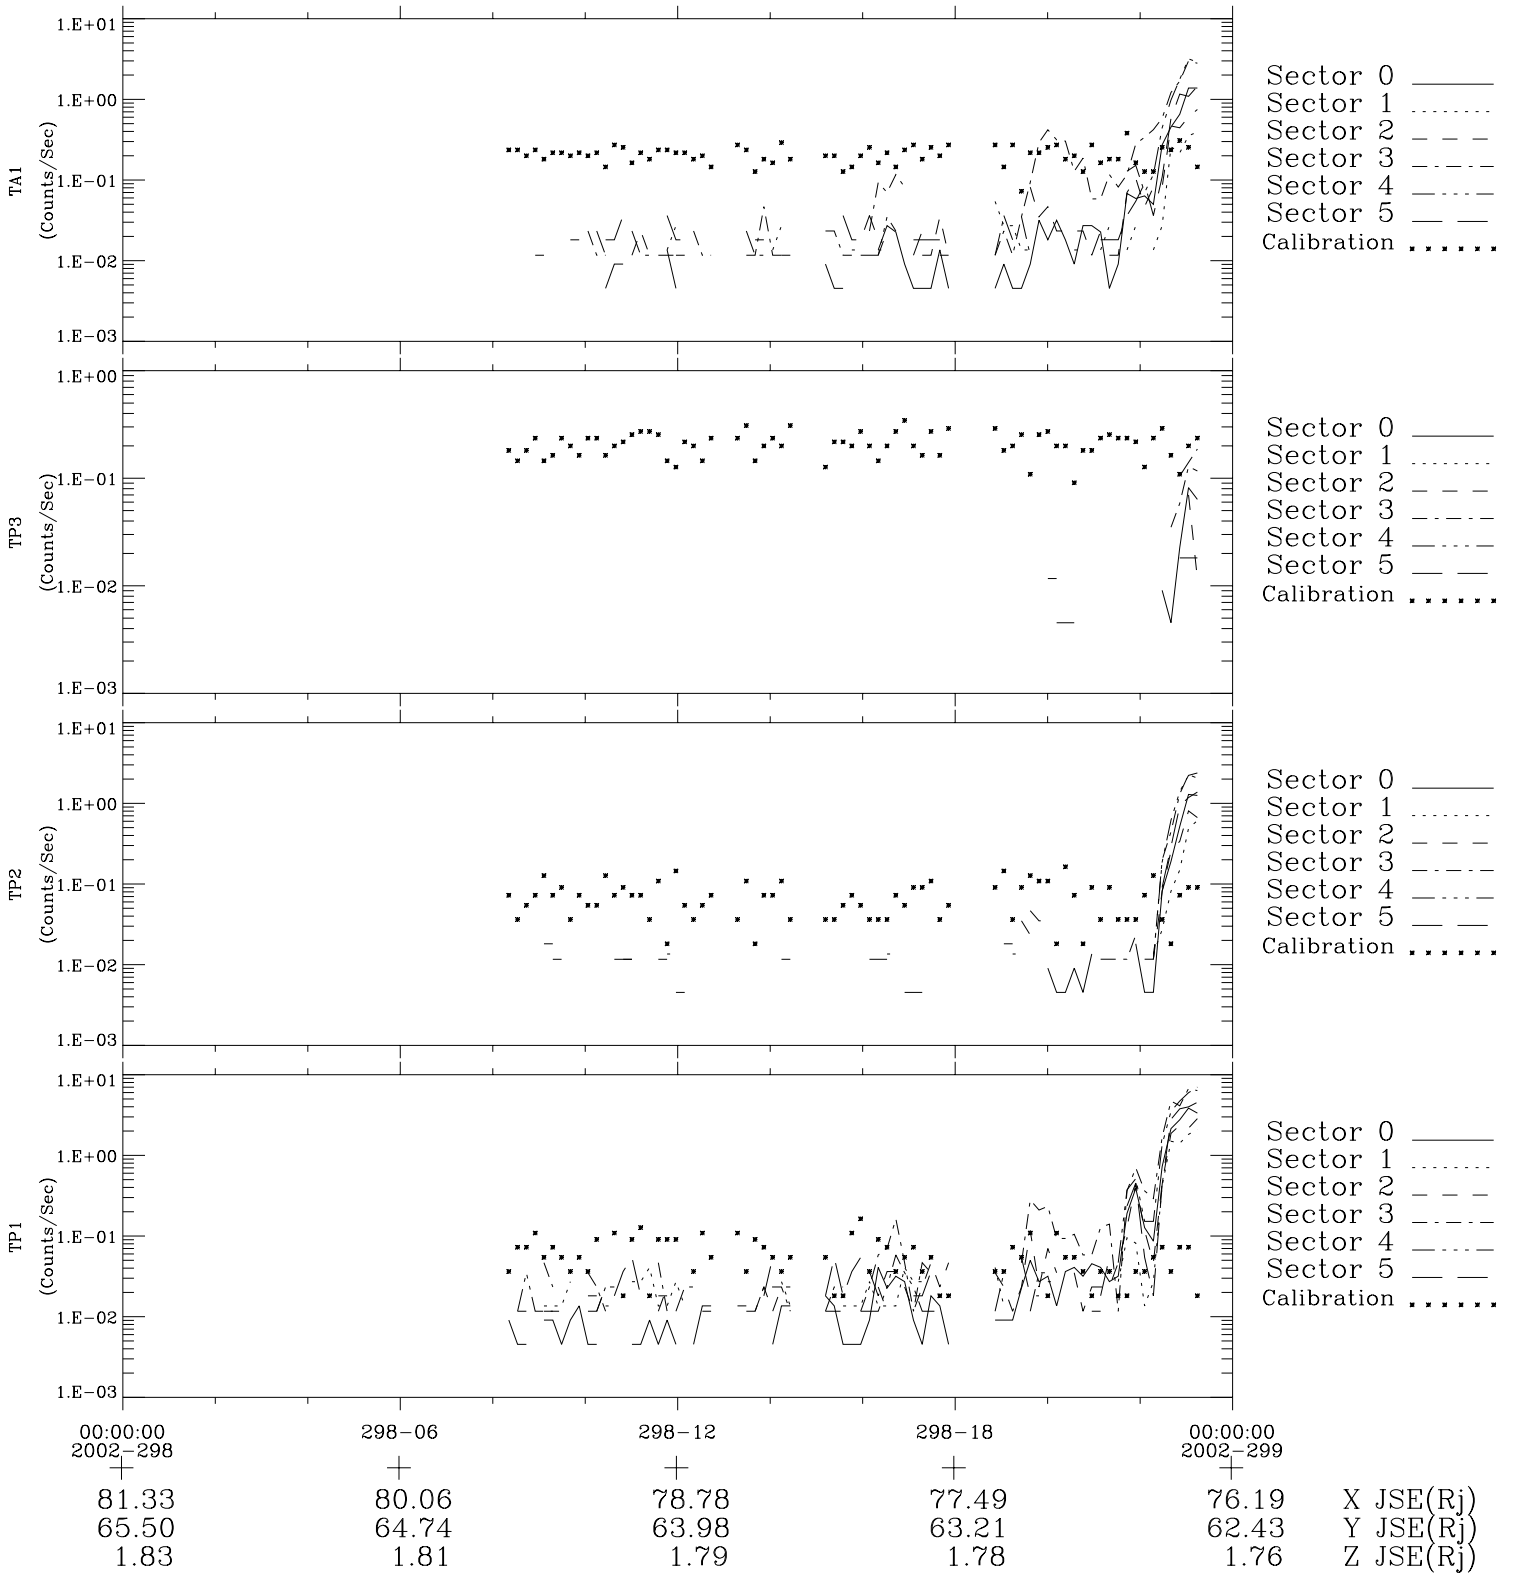 1.E+01
1.E+00
1.E-01
1.E-02
1.E-03
TA1
(Counts/Sec)
Sector 0
Sector 1
Sector 2
Sector 3
Sector 4
Sector 5
Calibration
1.E+00
1.E-01
1.E-02
1.E-03
TP3
(Counts/Sec)
Sector 0
Sector 1
Sector 2
Sector 3
Sector 4
Sector 5
Calibration
1.E+01
1.E+00
1.E-01
1.E-02
1.E-03
TP2
(Counts/Sec)
Sector 0
Sector 1
Sector 2
Sector 3
Sector 4
Sector 5
Calibration
1.E+01
1.E+00
1.E-01
1.E-02
1.E-03
TP1
(Counts/Sec)
Sector 0
Sector 1
Sector 2
Sector 3
Sector 4
Sector 5
Calibration
00:00:00 298-06 298-12 298-18 00:00:00
2002-298 2002-299
81.33 80.06 78.78 77.49 76.19 X JSE(Rj)
65.50 64.74 63.98 63.21 62.43 Y JSE(Rj)
1.83 1.81 1.79 1.78 1.76 Z JSE(Rj)